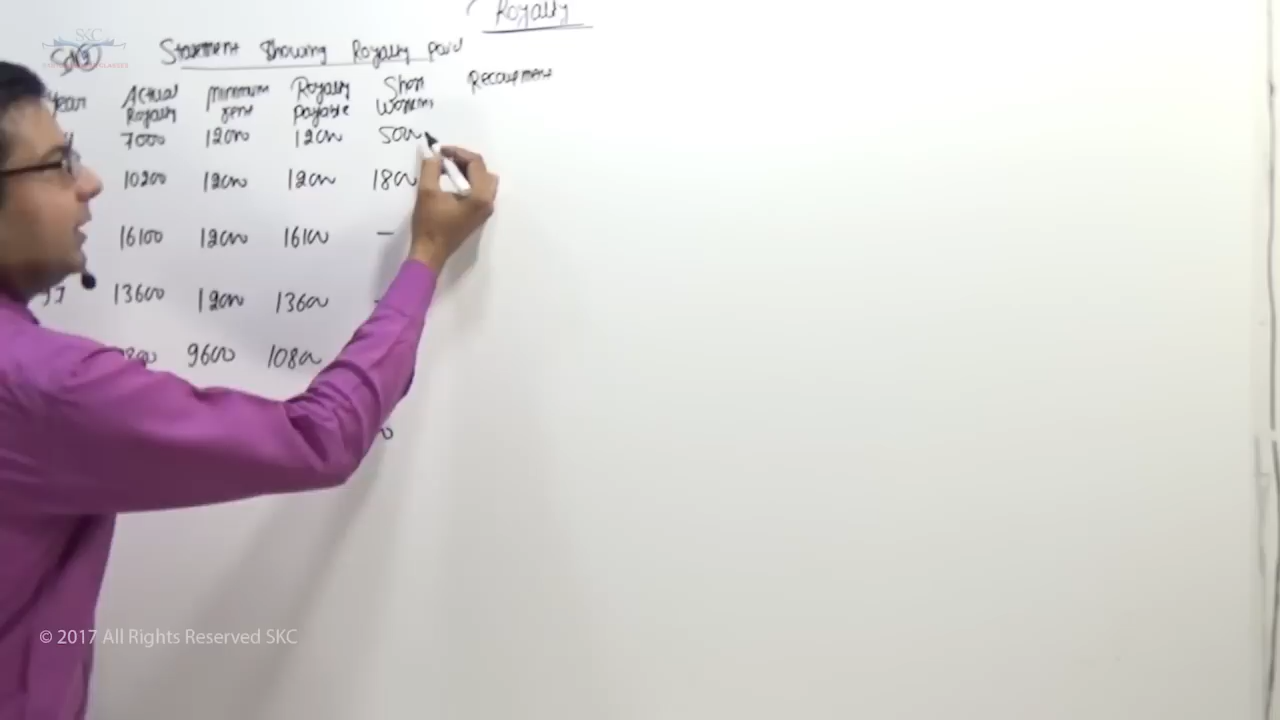 Royalty
SKC
Statement Showing Royalty paid
Year Actual Royalty Minimum rent Royalty payable Short Workings Recoupment
7000 12000 12000 5000
10200 12000 12000 1800
16100 12000 16100 —
13600 12000 13600
9600 10800
© 2017 All Rights Reserved SKC